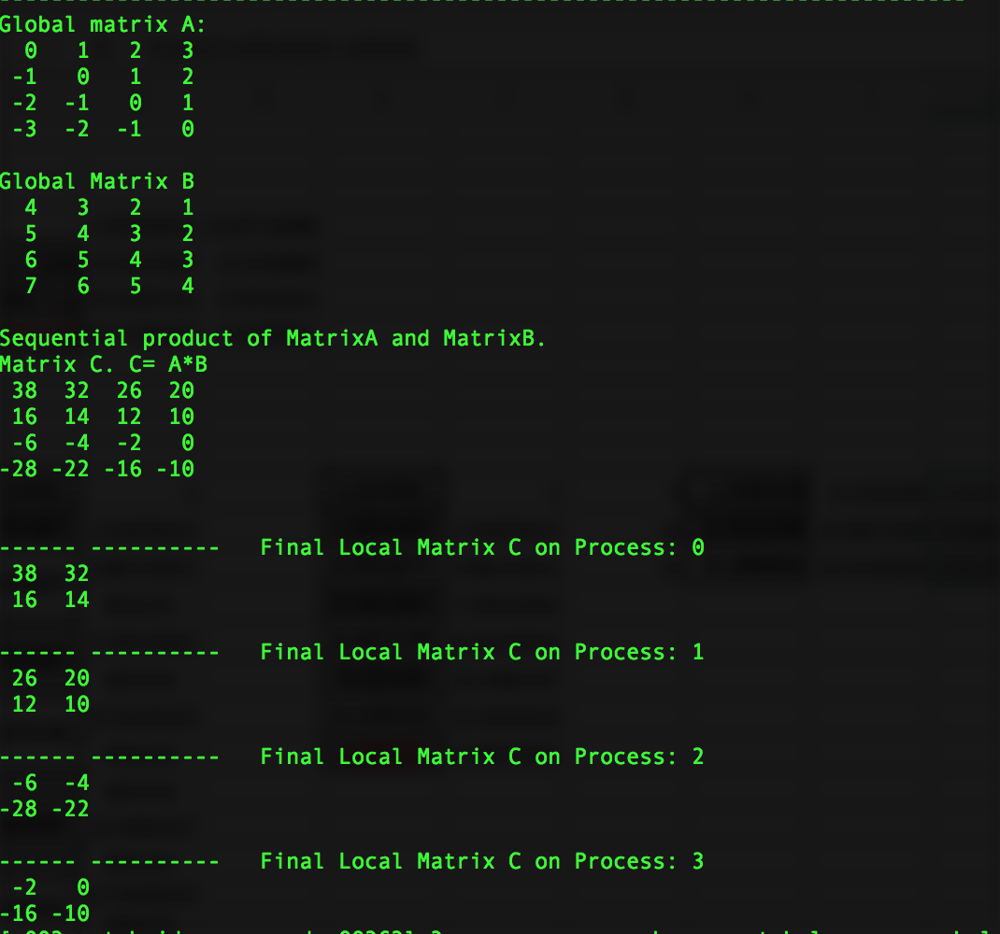 Global matrix A:
0 1 2 3
-1 0 1 2
-2 -1 0 1
-3 -2 -1 0
Global Matrix B
4 3 2 1
5 4 3 2
6 5 4 3
7 6 5 4
Sequential product of MatrixA and MatrixB.
Matrix C. C= A*B
38 32 26 20
16 14 12 10
-6 -4 -2 0
-28 -22 -16 -10
------ ---------- Final Local Matrix C on Process: 0
38 32
16 14
------ ---------- Final Local Matrix C on Process: 1
26 20
12 10
------ ---------- Final Local Matrix C on Process: 2
-6 -4
-28 -22
------ ---------- Final Local Matrix C on Process: 3
-2 0
-16 -10